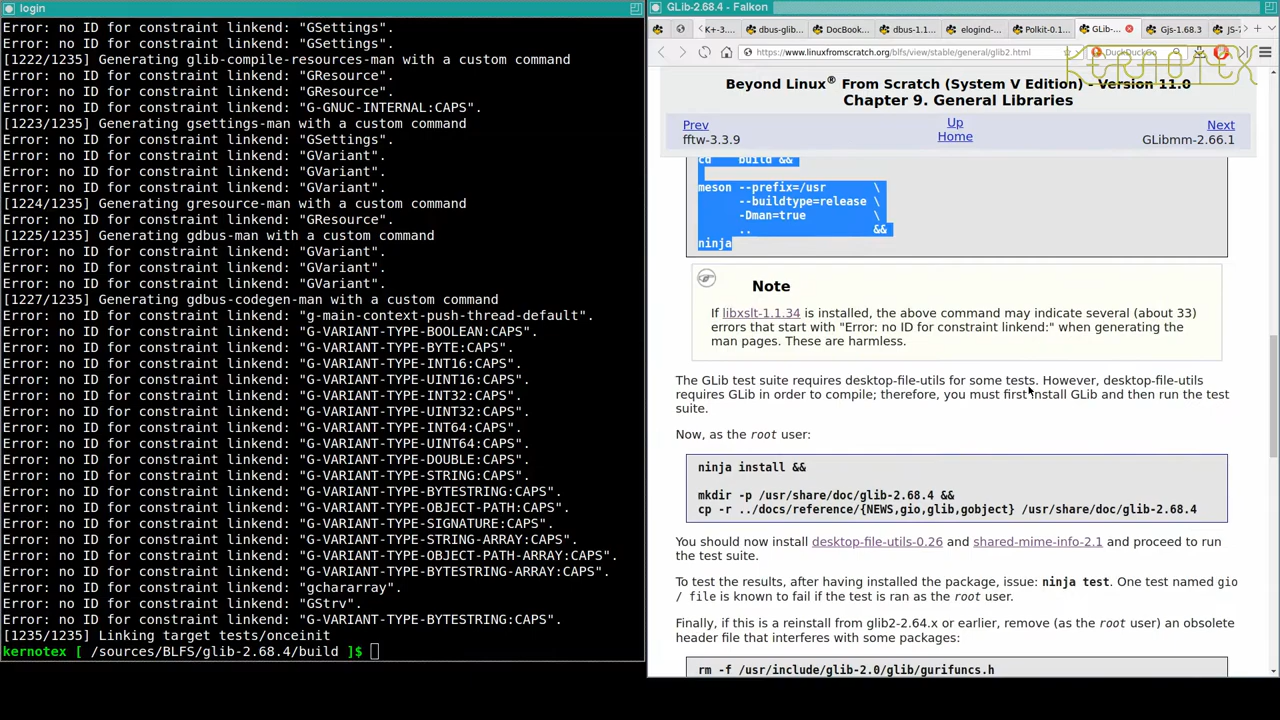 login
Error: no ID for constraint linkend: "GSettings".
Error: no ID for constraint linkend: "GSettings".
[1222/1235] Generating glib-compile-resources-man with a custom command
Error: no ID for constraint linkend: "GResource".
Error: no ID for constraint linkend: "GResource".
Error: no ID for constraint linkend: "G-GNUC-INTERNAL:CAPS".
[1223/1235] Generating gsettings-man with a custom command
Error: no ID for constraint linkend: "GSettings".
Error: no ID for constraint linkend: "GVariant".
Error: no ID for constraint linkend: "GVariant".
Error: no ID for constraint linkend: "GVariant".
[1224/1235] Generating gresource-man with a custom command
Error: no ID for constraint linkend: "GResource".
[1225/1235] Generating gdbus-man with a custom command
Error: no ID for constraint linkend: "GVariant".
Error: no ID for constraint linkend: "GVariant".
Error: no ID for constraint linkend: "GVariant".
[1227/1235] Generating gdbus-codegen-man with a custom command
Error: no ID for constraint linkend: "g-main-context-push-thread-default".
Error: no ID for constraint linkend: "G-VARIANT-TYPE-BOOLEAN:CAPS".
Error: no ID for constraint linkend: "G-VARIANT-TYPE-BYTE:CAPS".
Error: no ID for constraint linkend: "G-VARIANT-TYPE-INT16:CAPS".
Error: no ID for constraint linkend: "G-VARIANT-TYPE-UINT16:CAPS".
Error: no ID for constraint linkend: "G-VARIANT-TYPE-INT32:CAPS".
Error: no ID for constraint linkend: "G-VARIANT-TYPE-UINT32:CAPS".
Error: no ID for constraint linkend: "G-VARIANT-TYPE-INT64:CAPS".
Error: no ID for constraint linkend: "G-VARIANT-TYPE-UINT64:CAPS".
Error: no ID for constraint linkend: "G-VARIANT-TYPE-DOUBLE:CAPS".
Error: no ID for constraint linkend: "G-VARIANT-TYPE-STRING:CAPS".
Error: no ID for constraint linkend: "G-VARIANT-TYPE-BYTESTRING:CAPS".
Error: no ID for constraint linkend: "G-VARIANT-TYPE-OBJECT-PATH:CAPS".
Error: no ID for constraint linkend: "G-VARIANT-TYPE-SIGNATURE:CAPS".
Error: no ID for constraint linkend: "G-VARIANT-TYPE-STRING-ARRAY:CAPS".
Error: no ID for constraint linkend: "G-VARIANT-TYPE-OBJECT-PATH-ARRAY:CAPS".
Error: no ID for constraint linkend: "G-VARIANT-TYPE-BYTESTRING-ARRAY:CAPS".
Error: no ID for constraint linkend: "gchararray".
Error: no ID for constraint linkend: "GStrv".
Error: no ID for constraint linkend: "G-VARIANT-TYPE-BYTESTRING:CAPS".
[1235/1235] Linking target tests/onceinit
kernotex [ /sources/BLFS/glib-2.68.4/build ]$
GLib-2.68.4 - Falkon
K+-3.... dbus-glib... DocBook... dbus-1.1... elogind-... Polkit-0.1... GLib-... Gjs-1.68.3 JS-7
https://www.linuxfromscratch.org/blfs/view/stable/general/glib2.html DuckDuckGo
KERNOTEX
Beyond Linux® From Scratch (System V Edition) - Version 11.0
Chapter 9. General Libraries
Prev Up Next
fftw-3.3.9 Home GLibmm-2.66.1
cd build &&
meson --prefix=/usr \
--buildtype=release \
-Dman=true \
.. &&
ninja
Note
If libxslt-1.1.34 is installed, the above command may indicate several (about 33)
errors that start with "Error: no ID for constraint linkend:" when generating the
man pages. These are harmless.
The GLib test suite requires desktop-file-utils for some tests. However, desktop-file-utils
requires GLib in order to compile; therefore, you must first install GLib and then run the test
suite.
Now, as the root user:
ninja install &&
mkdir -p /usr/share/doc/glib-2.68.4 &&
cp -r ../docs/reference/{NEWS,gio,glib,gobject} /usr/share/doc/glib-2.68.4
You should now install desktop-file-utils-0.26 and shared-mime-info-2.1 and proceed to run
the test suite.
To test the results, after having installed the package, issue: ninja test. One test named gio
/ file is known to fail if the test is ran as the root user.
Finally, if this is a reinstall from glib2-2.64.x or earlier, remove (as the root user) an obsolete
header file that interferes with some packages:
rm -f /usr/include/glib-2.0/glib/gurifuncs.h